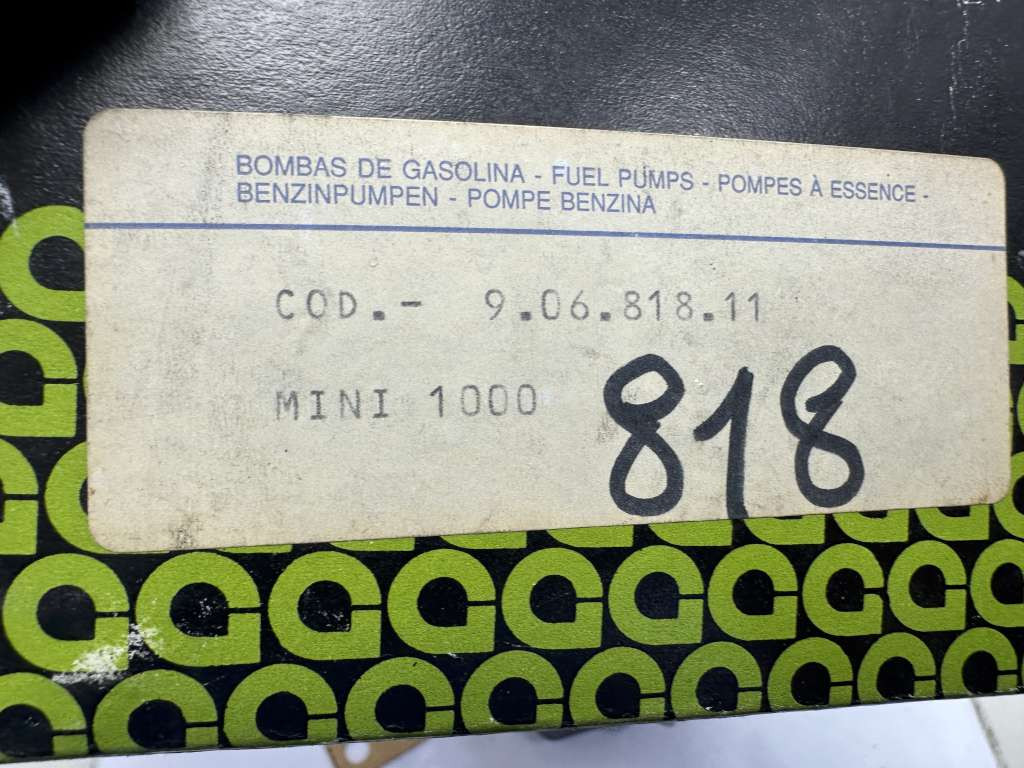 BOMBAS DE GASOLINA - FUEL PUMPS - POMPES À ESSENCE -
BENZINPUMPEN - POMPE BENZINA
COD.- 9.06.818.11
MINI 1000
818